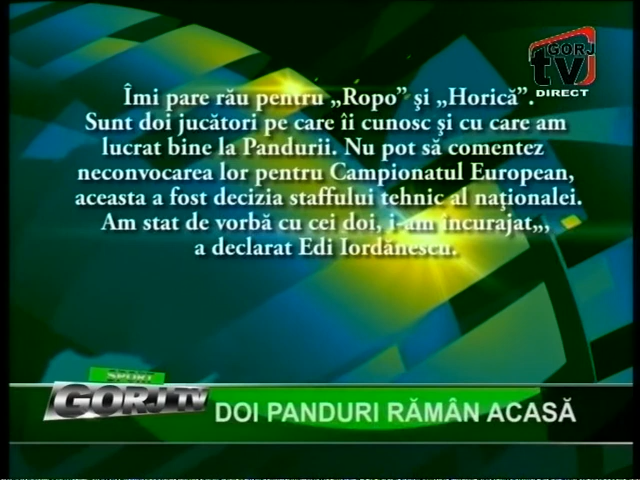 GORJ
tv
DIRECT
Îmi pare rău pentru „Ropo” şi „Horică”.
Sunt doi jucători pe care îi cunosc şi cu care am
lucrat bine la Pandurii. Nu pot să comentez
neconvocarea lor pentru Campionatul European,
aceasta a fost decizia staffului tehnic al naţionalei.
Am stat de vorbă cu cei doi, i-am încurajat„,
a declarat Edi Iordănescu.
SPORT
GORJ TV
DOI PANDURI RĂMÂN ACASĂ